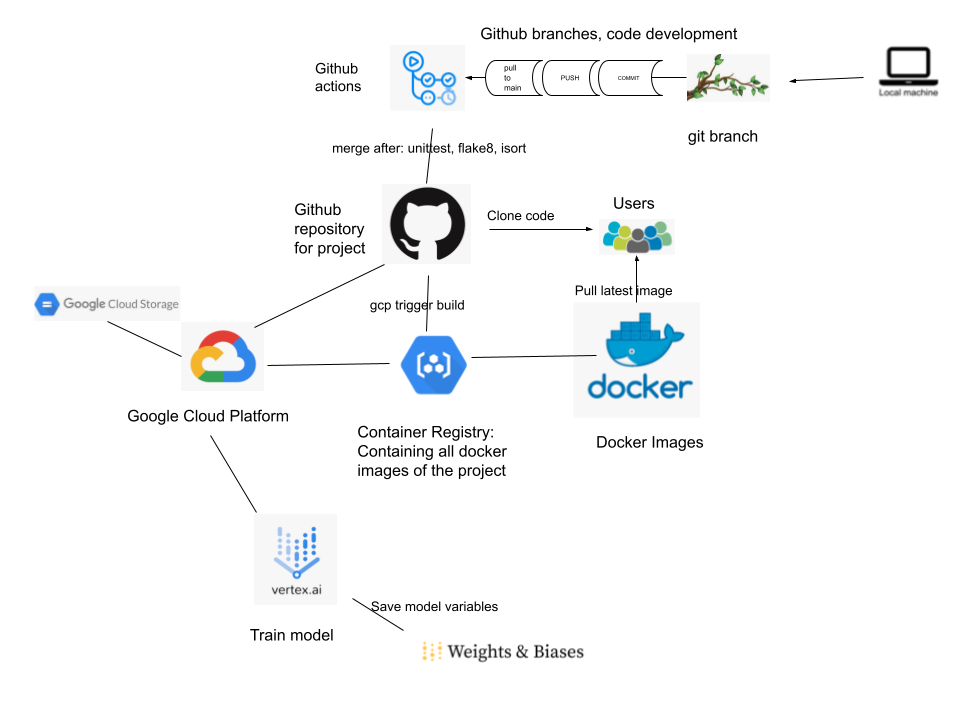 Github branches, code development
Github
actions
pull
to
main
PUSH
COMMIT
Local machine
git branch
merge after: unittest, flake8, isort
Github
repository
for project
Clone code
Users
Google Cloud Storage
gcp trigger build
Pull latest image
docker
Google Cloud Platform
Container Registry:
Containing all docker
images of the project
Docker Images
vertex.ai
Train model
Save model variables
Weights & Biases